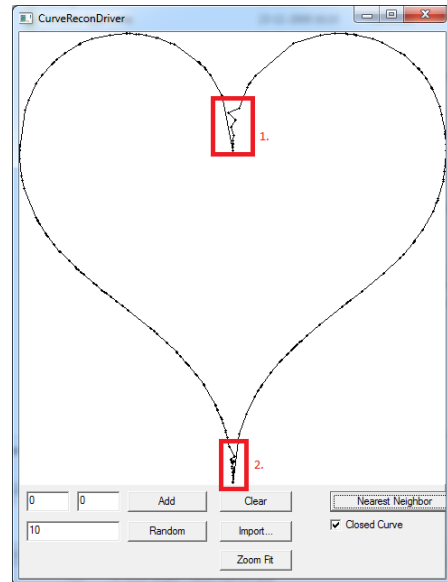 CurveReconDriver
1.
2.
0 0 Add Clear Nearest Neighbor
10 Random Import... Closed Curve
Zoom Fit